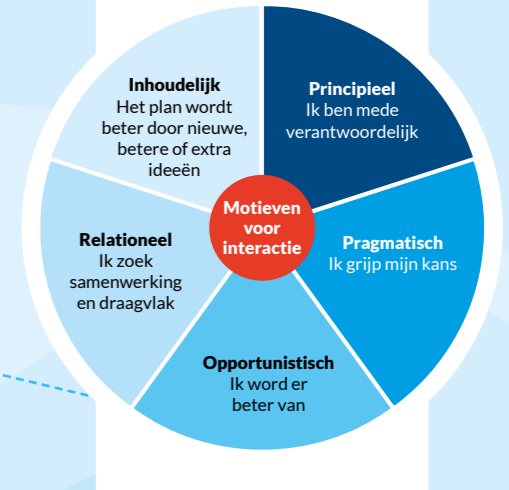 Inhoudelijk
Het plan wordt
beter door nieuwe,
betere of extra
ideeën
Principieel
Ik ben mede
verantwoordelijk
Motieven
voor
interactie
Relationeel
Ik zoek
samenwerking
en draagvlak
Pragmatisch
Ik grijp mijn kans
Opportunistisch
Ik word er
beter van